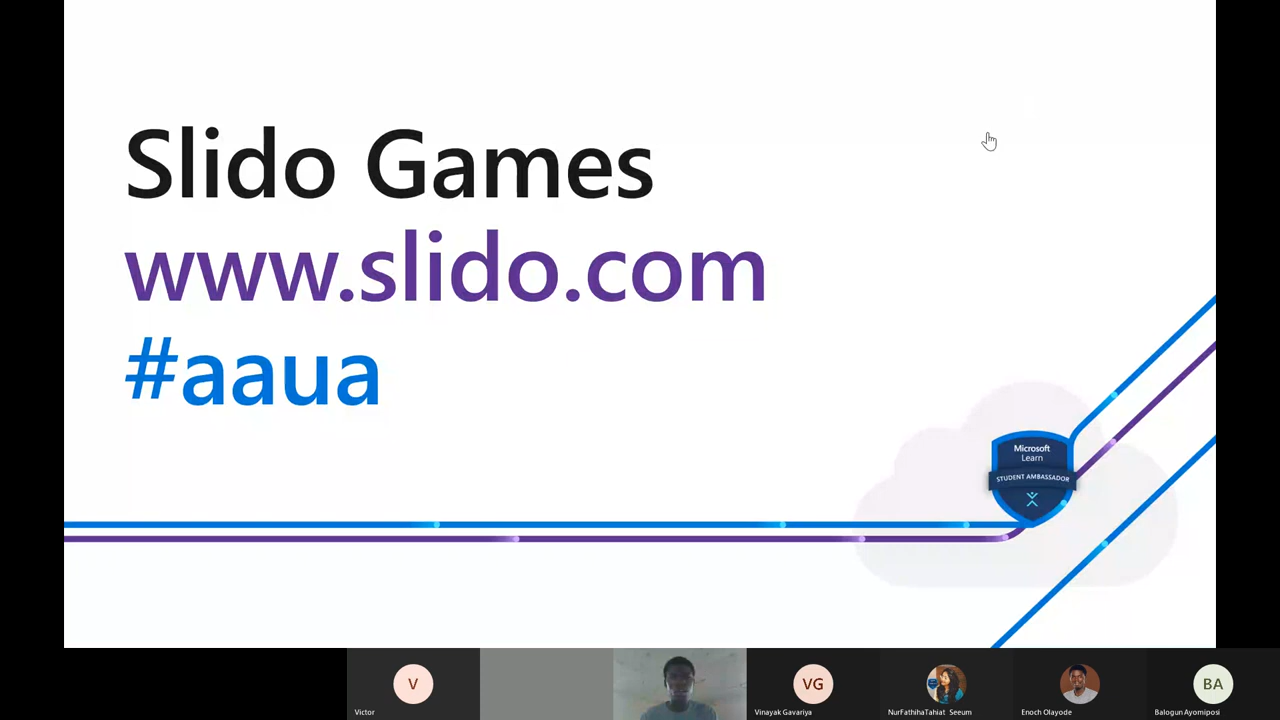 Slido Games
www.slido.com
#aaua
Microsoft
Learn
STUDENT AMBASSADOR
V
VG
BA
Victor
Vinayak Gavariya
NurFathihaTahiat Seeum
Enoch Olayode
Balogun Ayomiposi